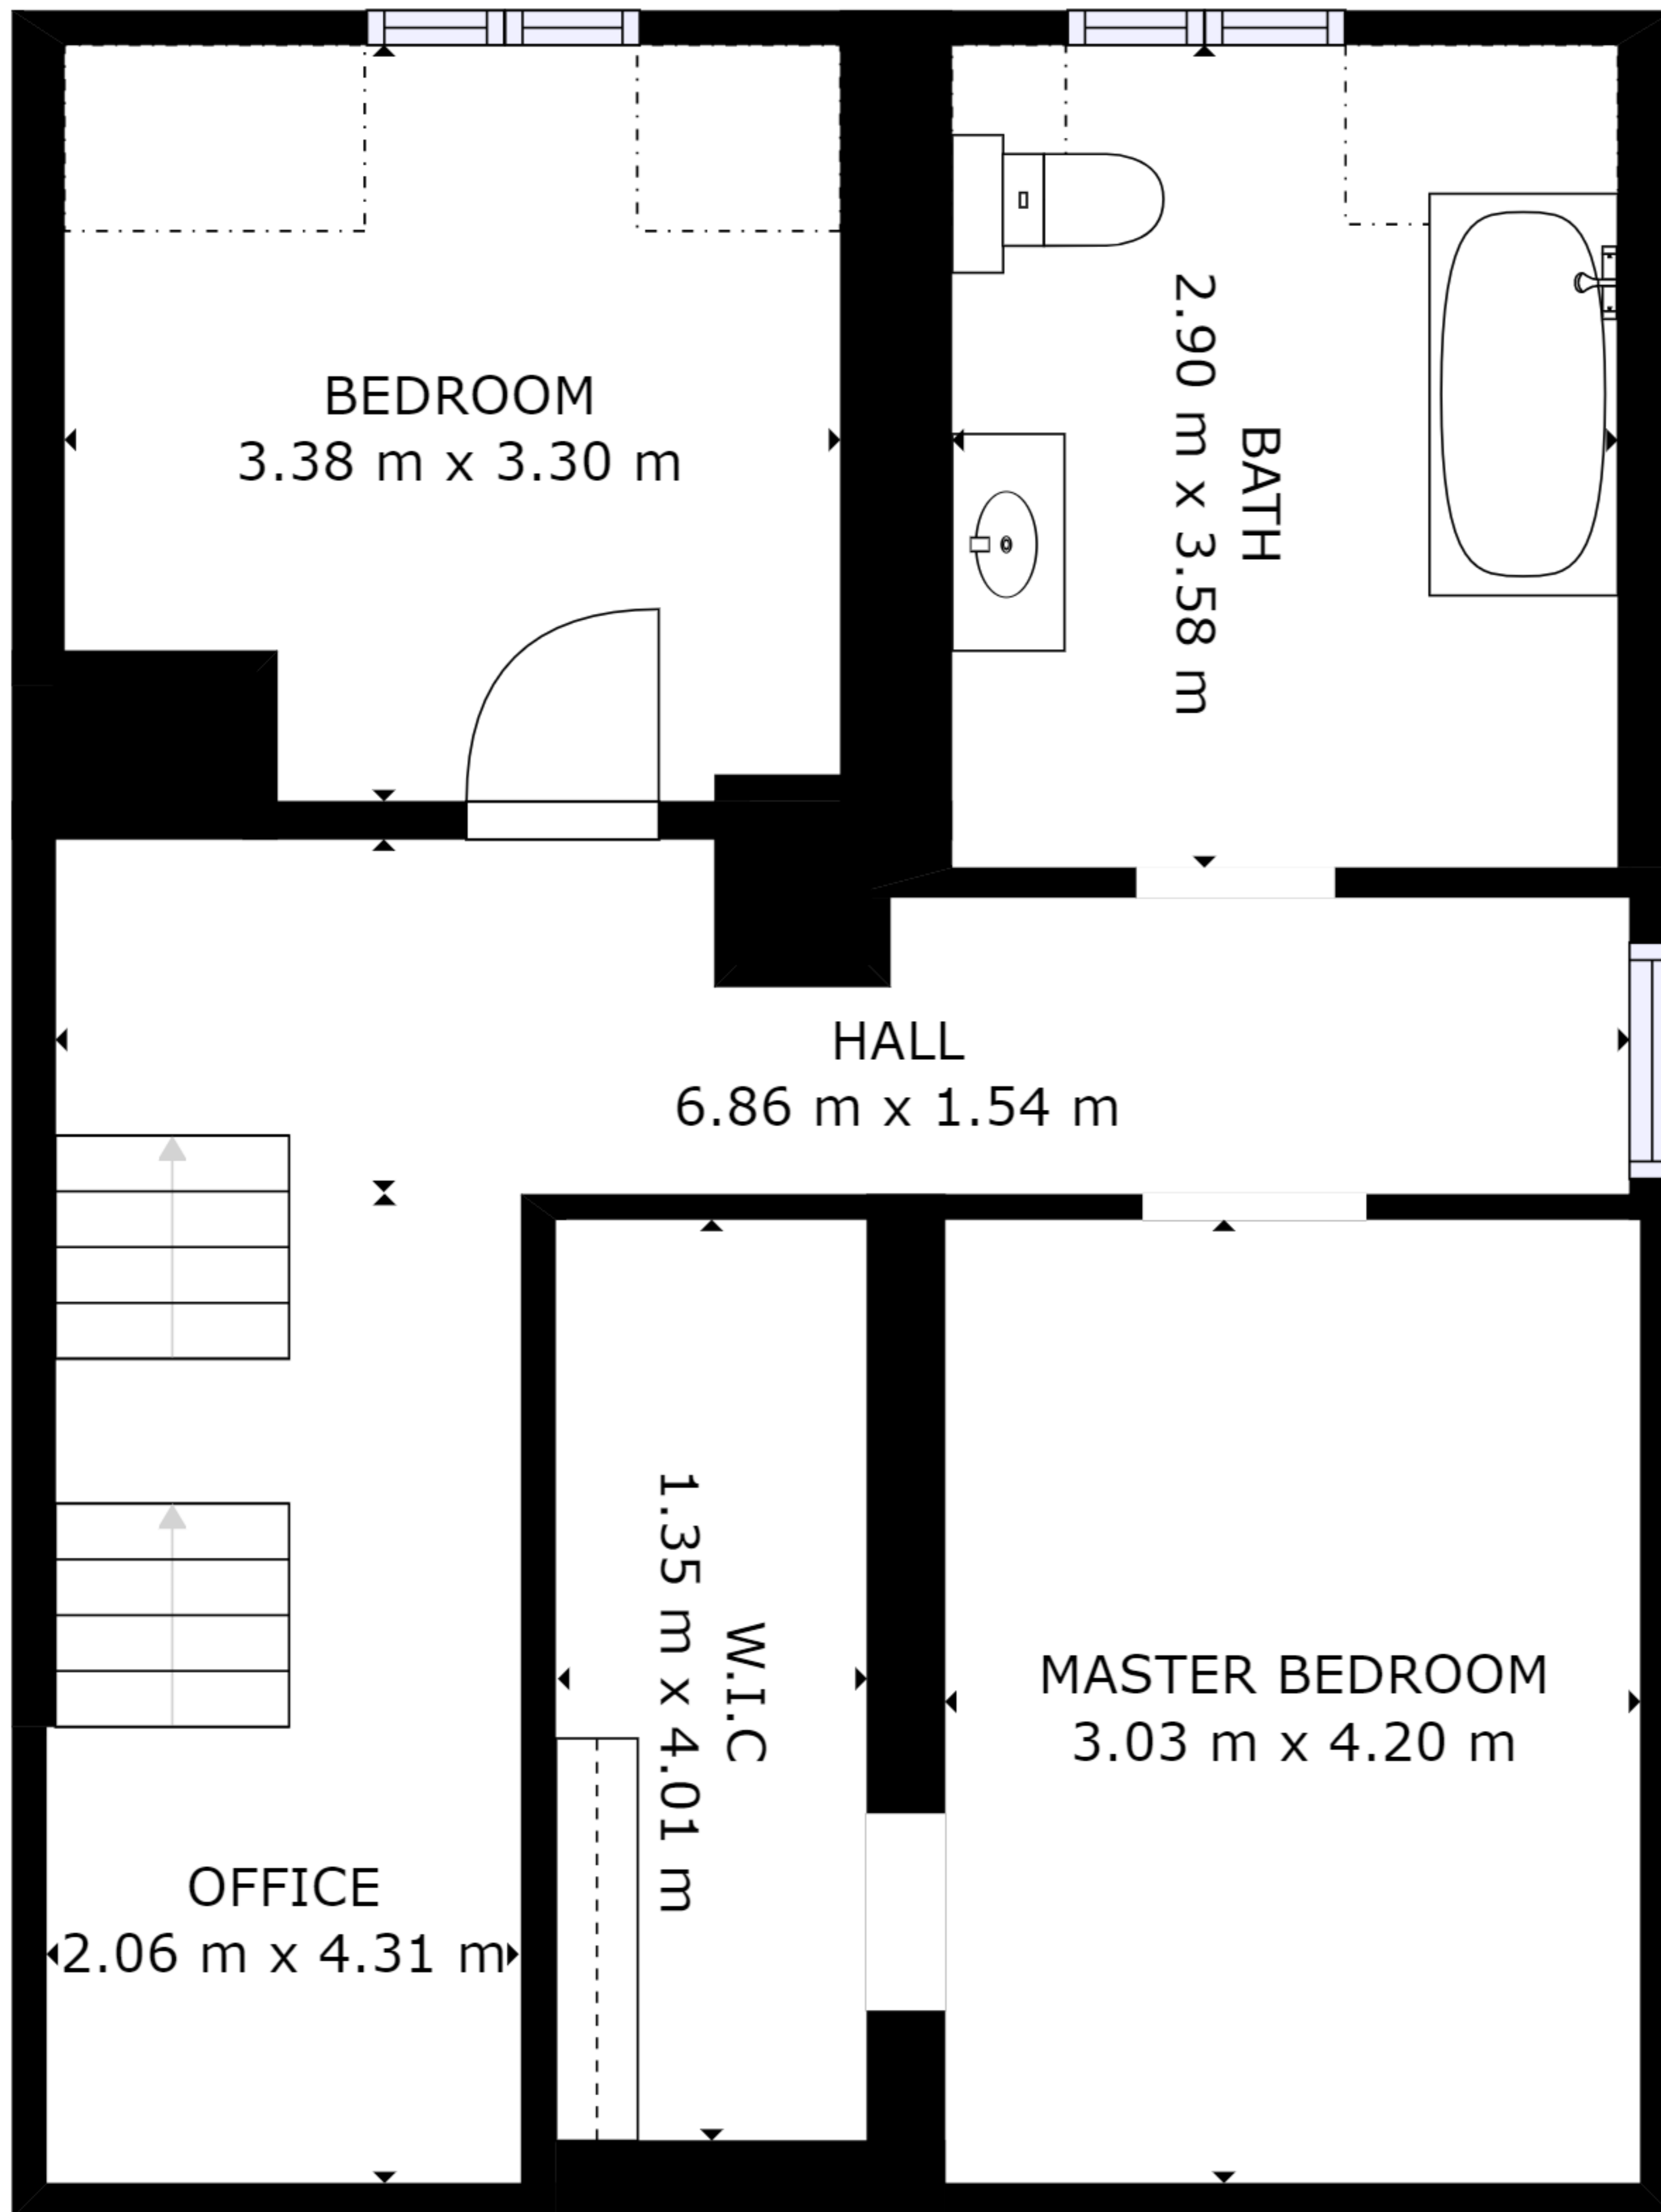 BEDROOM
3.38 m x 3.30 m
BATH
2.90 m x 3.58 m
HALL
6.86 m x 1.54 m
W.I.C
1.35 m x 4.01 m
MASTER BEDROOM
3.03 m x 4.20 m
OFFICE
2.06 m x 4.31 m